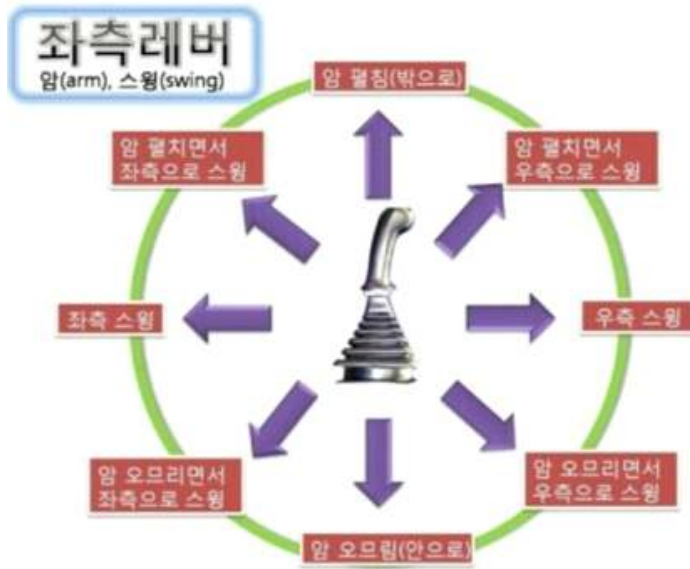 좌측레버
암(arm), 스윙(swing)
암 펼침(밖으로)
암 펼치면서
좌측으로 스윙
암 펼치면서
우측으로 스윙
좌측 스윙
우측 스윙
암 오므리면서
좌측으로 스윙
암 오므리면서
우측으로 스윙
암 오므림(안으로)